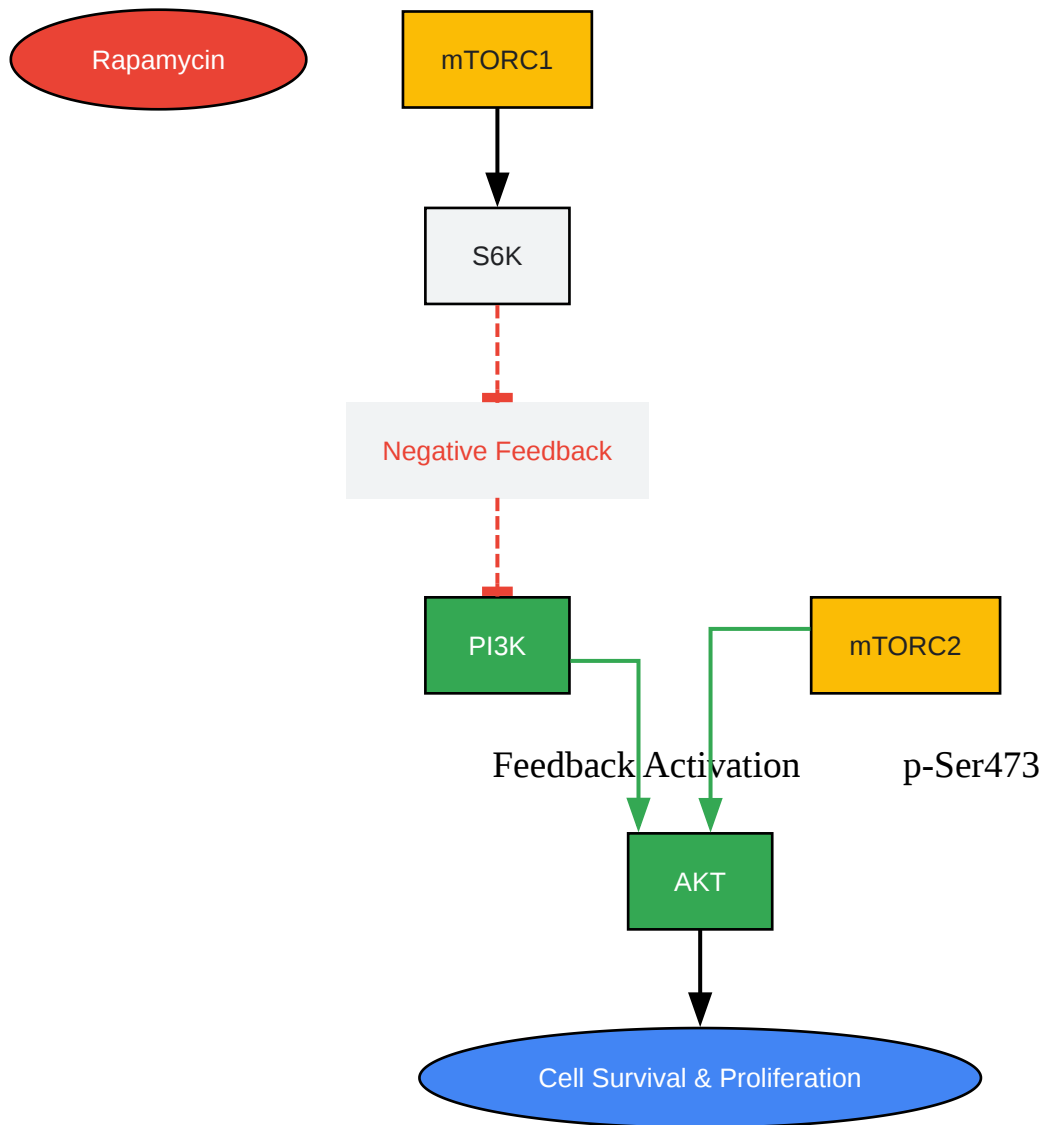 Rapamycin
mTORC1
S6K
Negative Feedback
PI3K
mTORC2
Feedback Activation
p-Ser473
AKT
Cell Survival & Proliferation